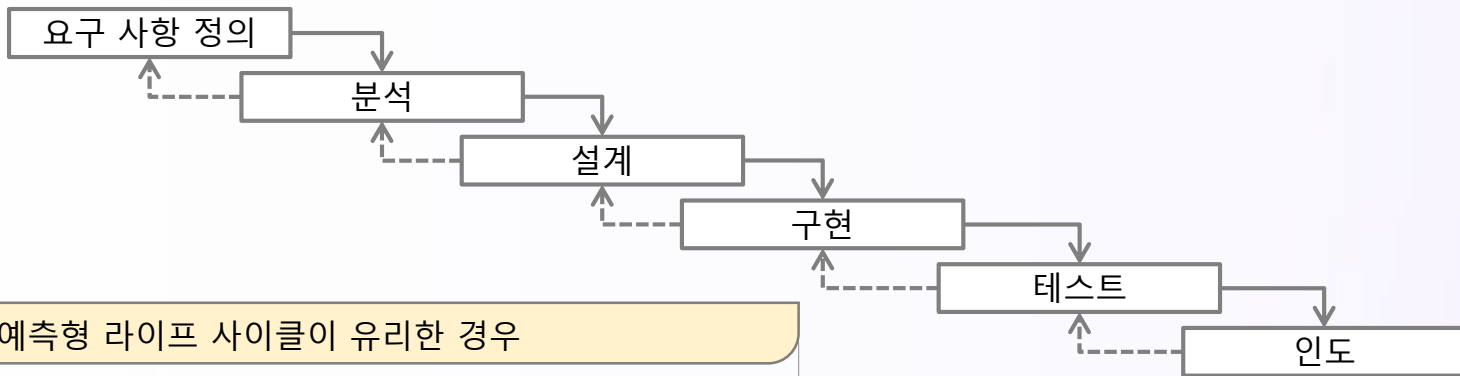 요구 사항 정의
분석
설계
구현
테스트
예측형 라이프 사이클이 유리한 경우
인도